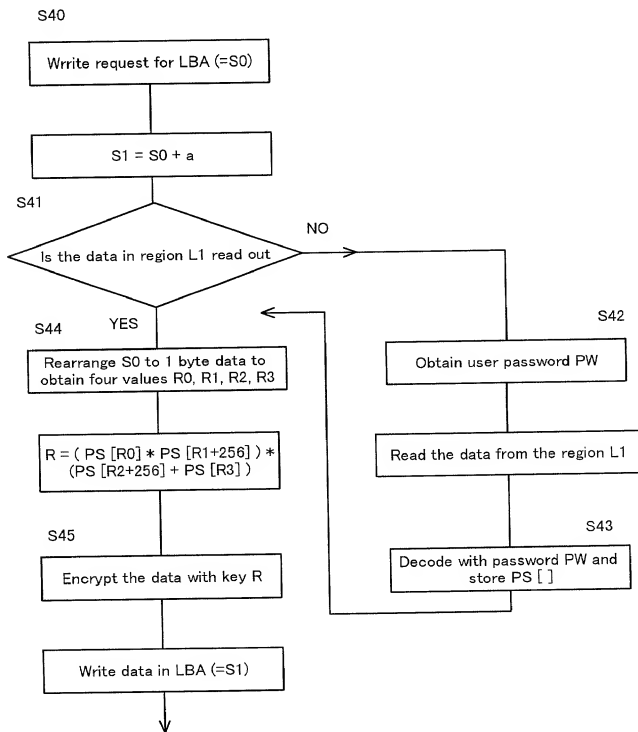 S40
Wrrite request for LBA (=S0)
S1 = S0 + a
S41
Is the data in region L1 read out
NO
YES
S44
Rearrange S0 to 1 byte data to
obtain four values R0, R1, R2, R3
R = ( PS [R0] * PS [R1+256] ) *
(PS [R2+256] + PS [R3] )
S45
Encrypt the data with key R
Write data in LBA (=S1)
S42
Obtain user password PW
Read the data from the region L1
S43
Decode with password PW and
store PS [ ]